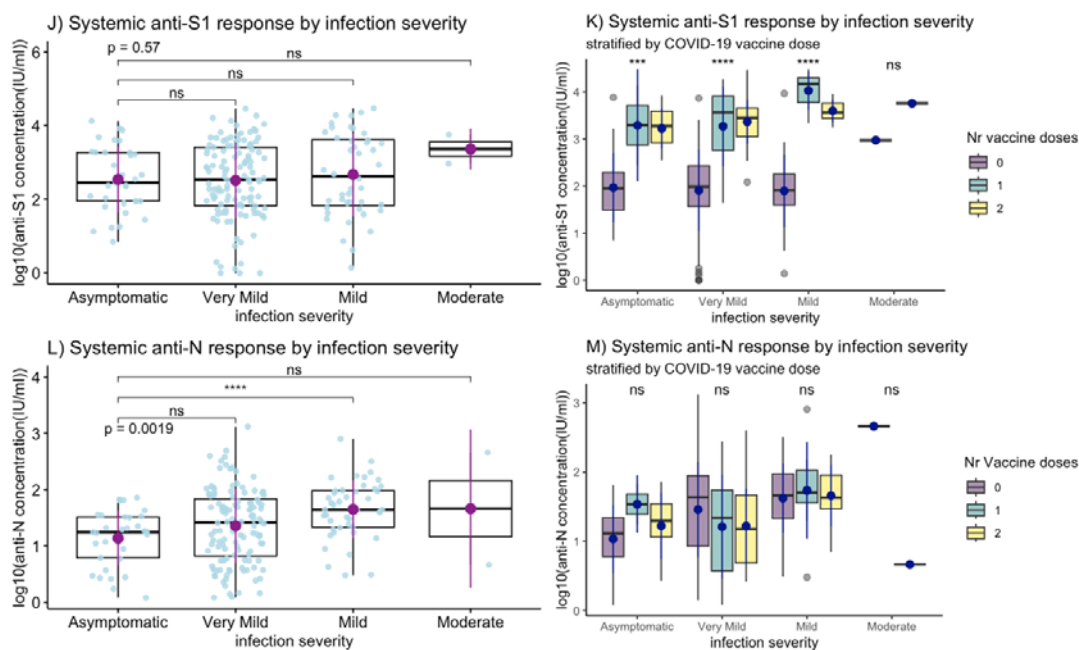 J) Systemic anti-S1 response by infection severity
p = 0.57
ns
ns
ns
6
4
2
0
log10(anti-S1 concentration(IU/ml))
Asymptomatic Very Mild Mild Moderate
infection severity
K) Systemic anti-S1 response by infection severity
stratified by COVID-19 vaccine dose
*** **** **** ns
4
3
2
1
0
log10(anti-S1 concentration(IU/ml))
Asymptomatic Very Mild Mild Moderate
infection severity
Nr vaccine doses
0
1
2
L) Systemic anti-N response by infection severity
ns
****
ns
p = 0.0019
4
3
2
1
0
log10(anti-N concentration(IU/ml))
Asymptomatic Very Mild Mild Moderate
infection severity
M) Systemic anti-N response by infection severity
stratified by COVID-19 vaccine dose
ns ns ns ns
3
2
1
0
log10(anti-N concentration(IU/ml))
Asymptomatic Very Mild Mild Moderate
infection severity
Nr Vaccine doses
0
1
2